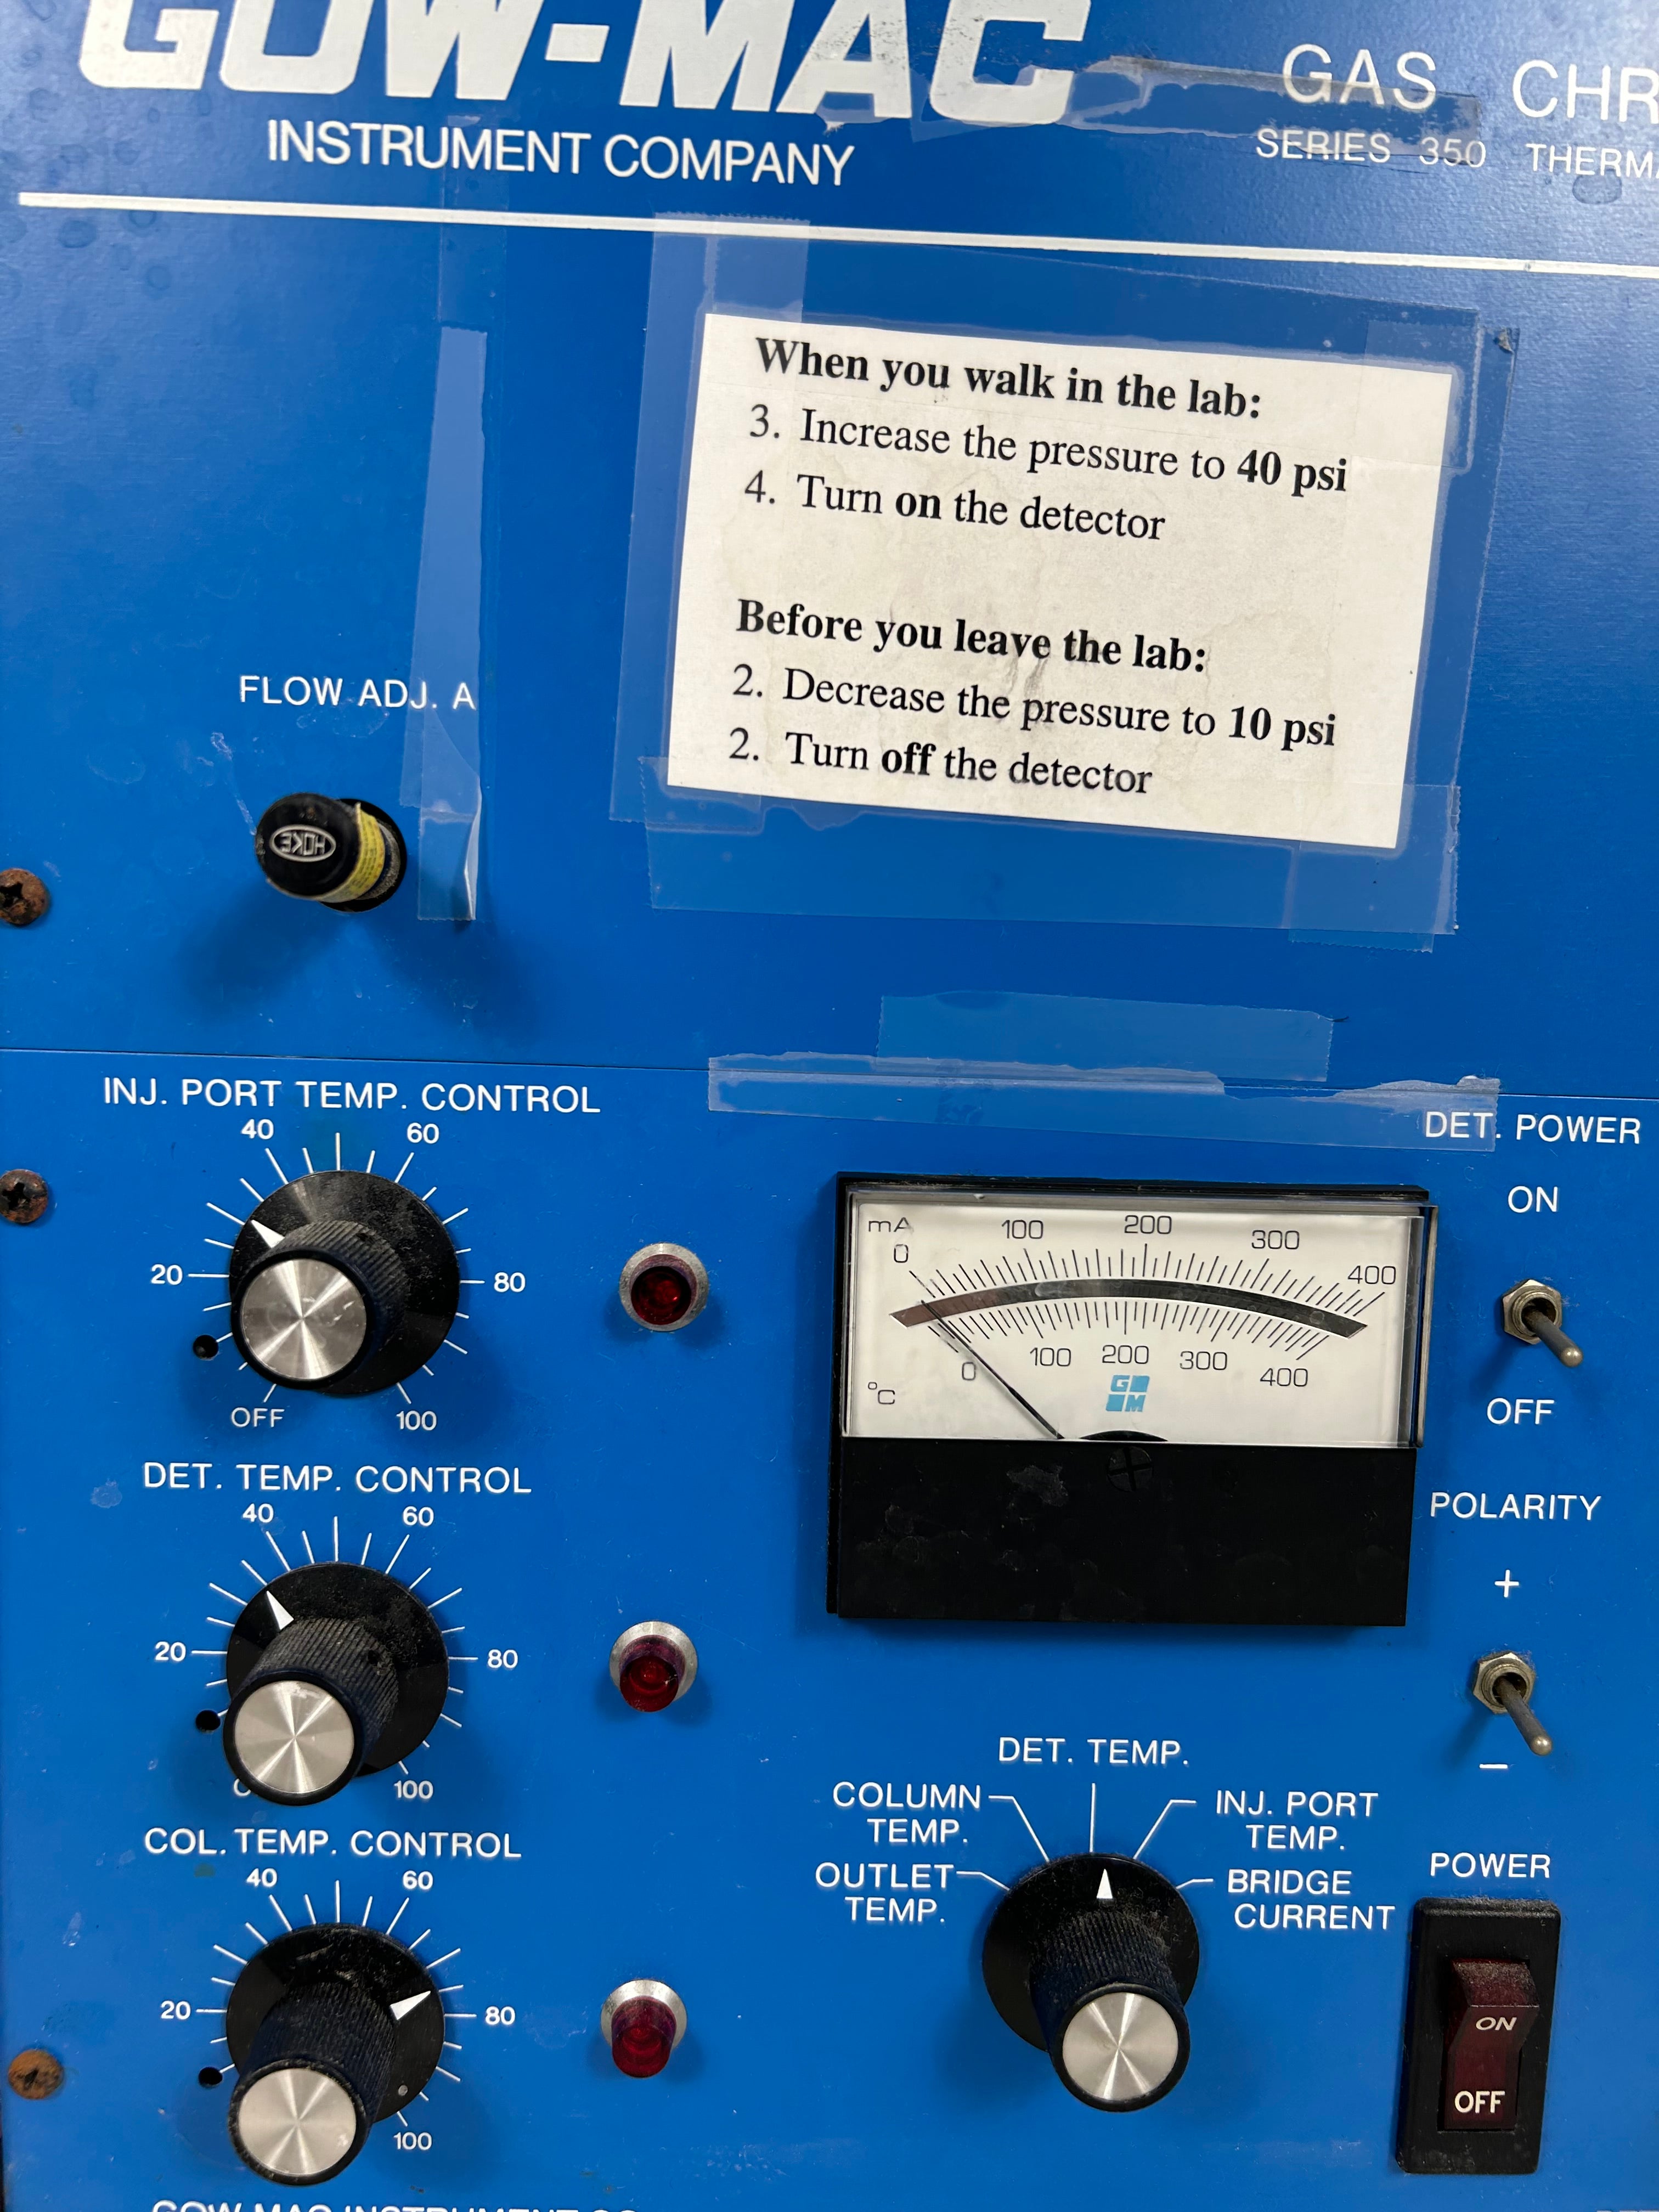 GOW-MAC
INSTRUMENT COMPANY
GAS CHR
SERIES 350 THERMA
When you walk in the lab:
3. Increase the pressure to 40 psi
4. Turn on the detector
Before you leave the lab:
2. Decrease the pressure to 10 psi
2. Turn off the detector
FLOW ADJ. A
HOKE
INJ. PORT TEMP. CONTROL
40 60
20 80
OFF 100
DET. TEMP. CONTROL
40 60
20 80
100
COL. TEMP. CONTROL
40 60
20 80
100
mA
0 100 200 300 400
0 100 200 300 400
°C
GM
DET. POWER
ON
OFF
POLARITY
+
−
DET. TEMP.
COLUMN
TEMP.
INJ. PORT
TEMP.
OUTLET
TEMP.
BRIDGE
CURRENT
POWER
ON
OFF
GOW-MAC INSTRUMENT CO